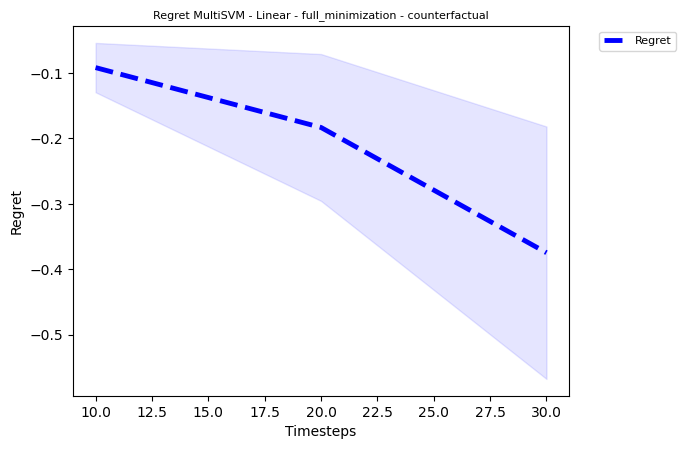 Regret MultiSVM - Linear - full_minimization - counterfactual
Regret
−0.1
−0.2
−0.3
−0.4
−0.5
Regret
10.0 12.5 15.0 17.5 20.0 22.5 25.0 27.5 30.0
Timesteps